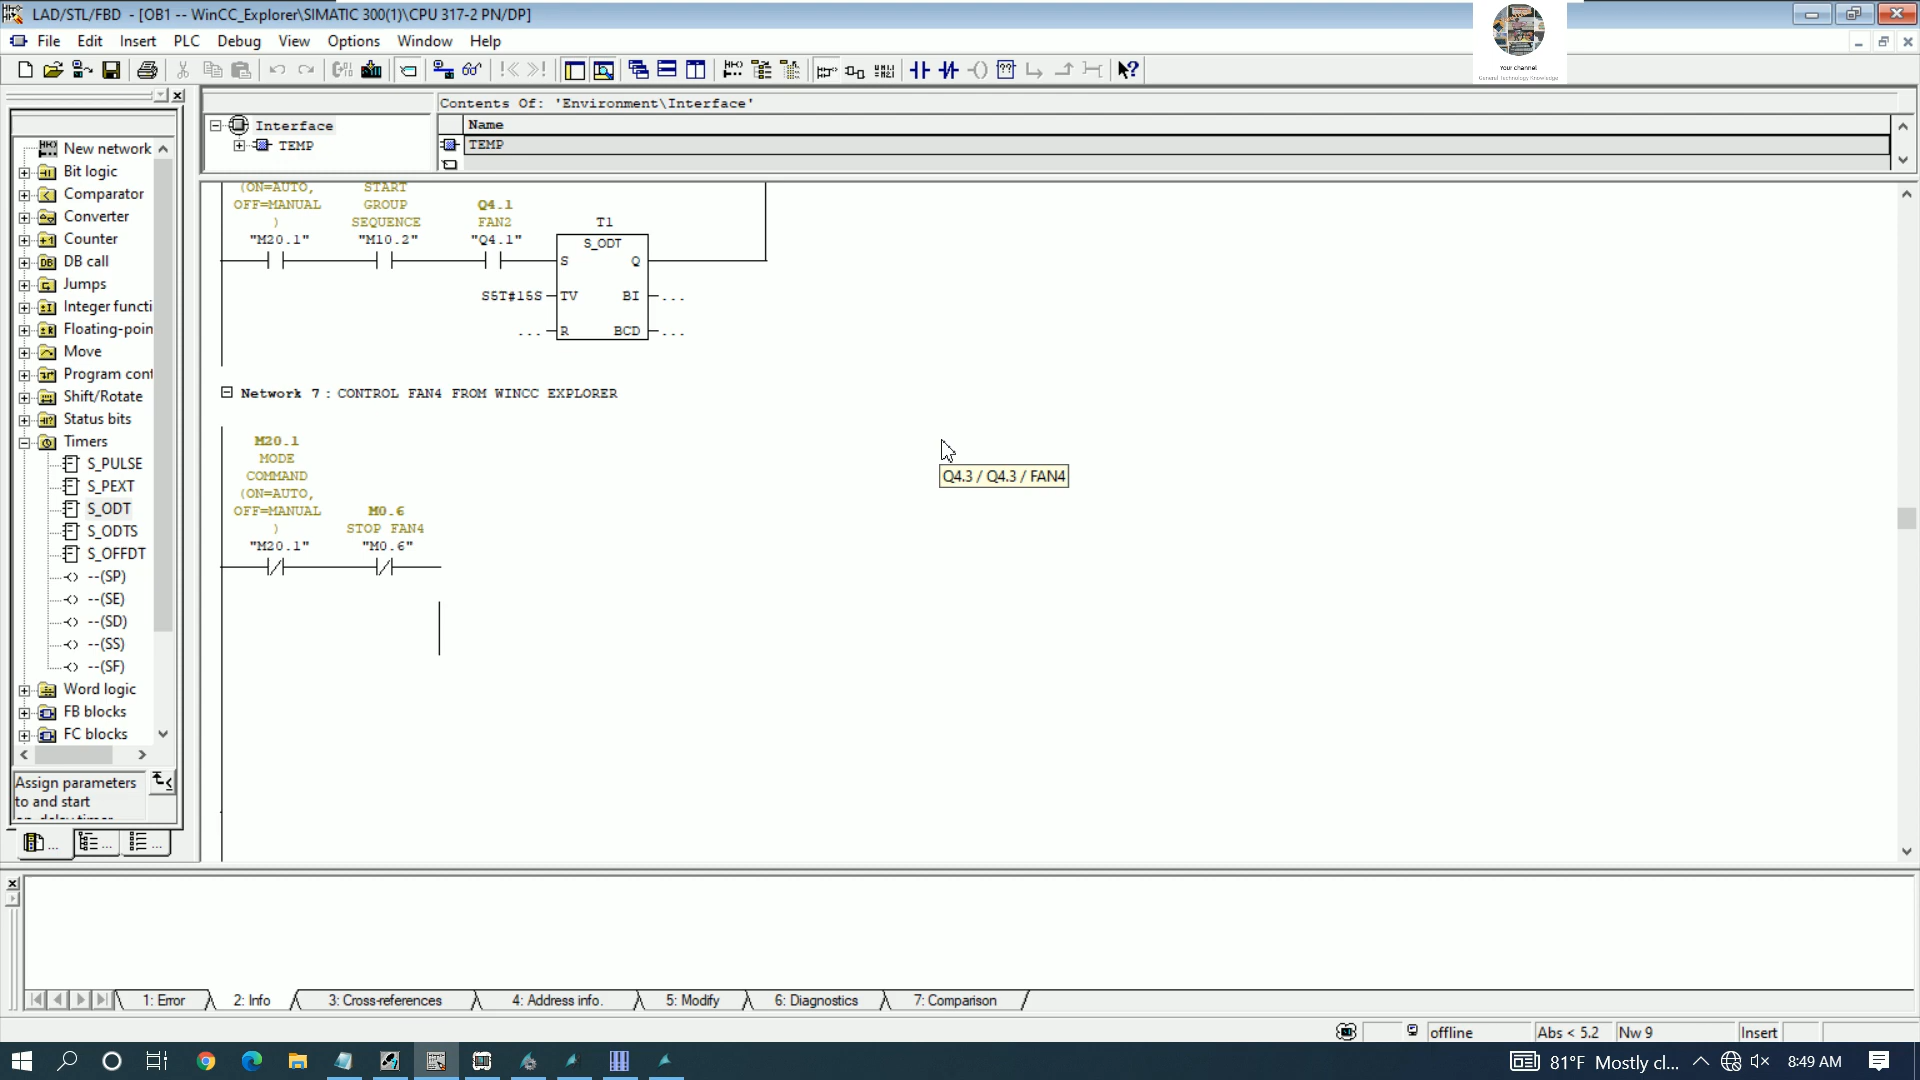 LAD/STL/FBD - [OB1 -- WinCC_Explorer\SIMATIC 300(1)\CPU 317-2 PN/DP]
File Edit Insert PLC Debug View Options Window Help
Your channel
General Technology Knowledge
Contents Of: 'Environment\Interface'
Interface
TEMP
Name
TEMP
New network
Bit logic
Comparator
Converter
Counter
DB call
Jumps
Integer functi
Floating-poin
Move
Program cont
Shift/Rotate
Status bits
Timers
S_PULSE
S_PEXT
S_ODT
S_ODTS
S_OFFDT
--(SP)
--(SE)
--(SD)
--(SS)
--(SF)
Word logic
FB blocks
FC blocks
Assign parameters
to and start
(ON=AUTO, START
OFF=MANUAL GROUP Q4.1
) SEQUENCE FAN2 T1
"M20.1" "M10.2" "Q4.1" S_ODT
S Q
S5T#15S TV BI ...
... R BCD ...
Network 7 : CONTROL FAN4 FROM WINCC EXPLORER
M20.1
MODE
COMMAND
(ON=AUTO,
OFF=MANUAL M0.6
) STOP FAN4
"M20.1" "M0.6"
Q4.3 / Q4.3 / FAN4
1: Error 2: Info 3: Cross-references 4: Address info. 5: Modify 6: Diagnostics 7: Comparison
offline Abs < 5.2 Nw 9 Insert
81°F Mostly cl... 8:49 AM